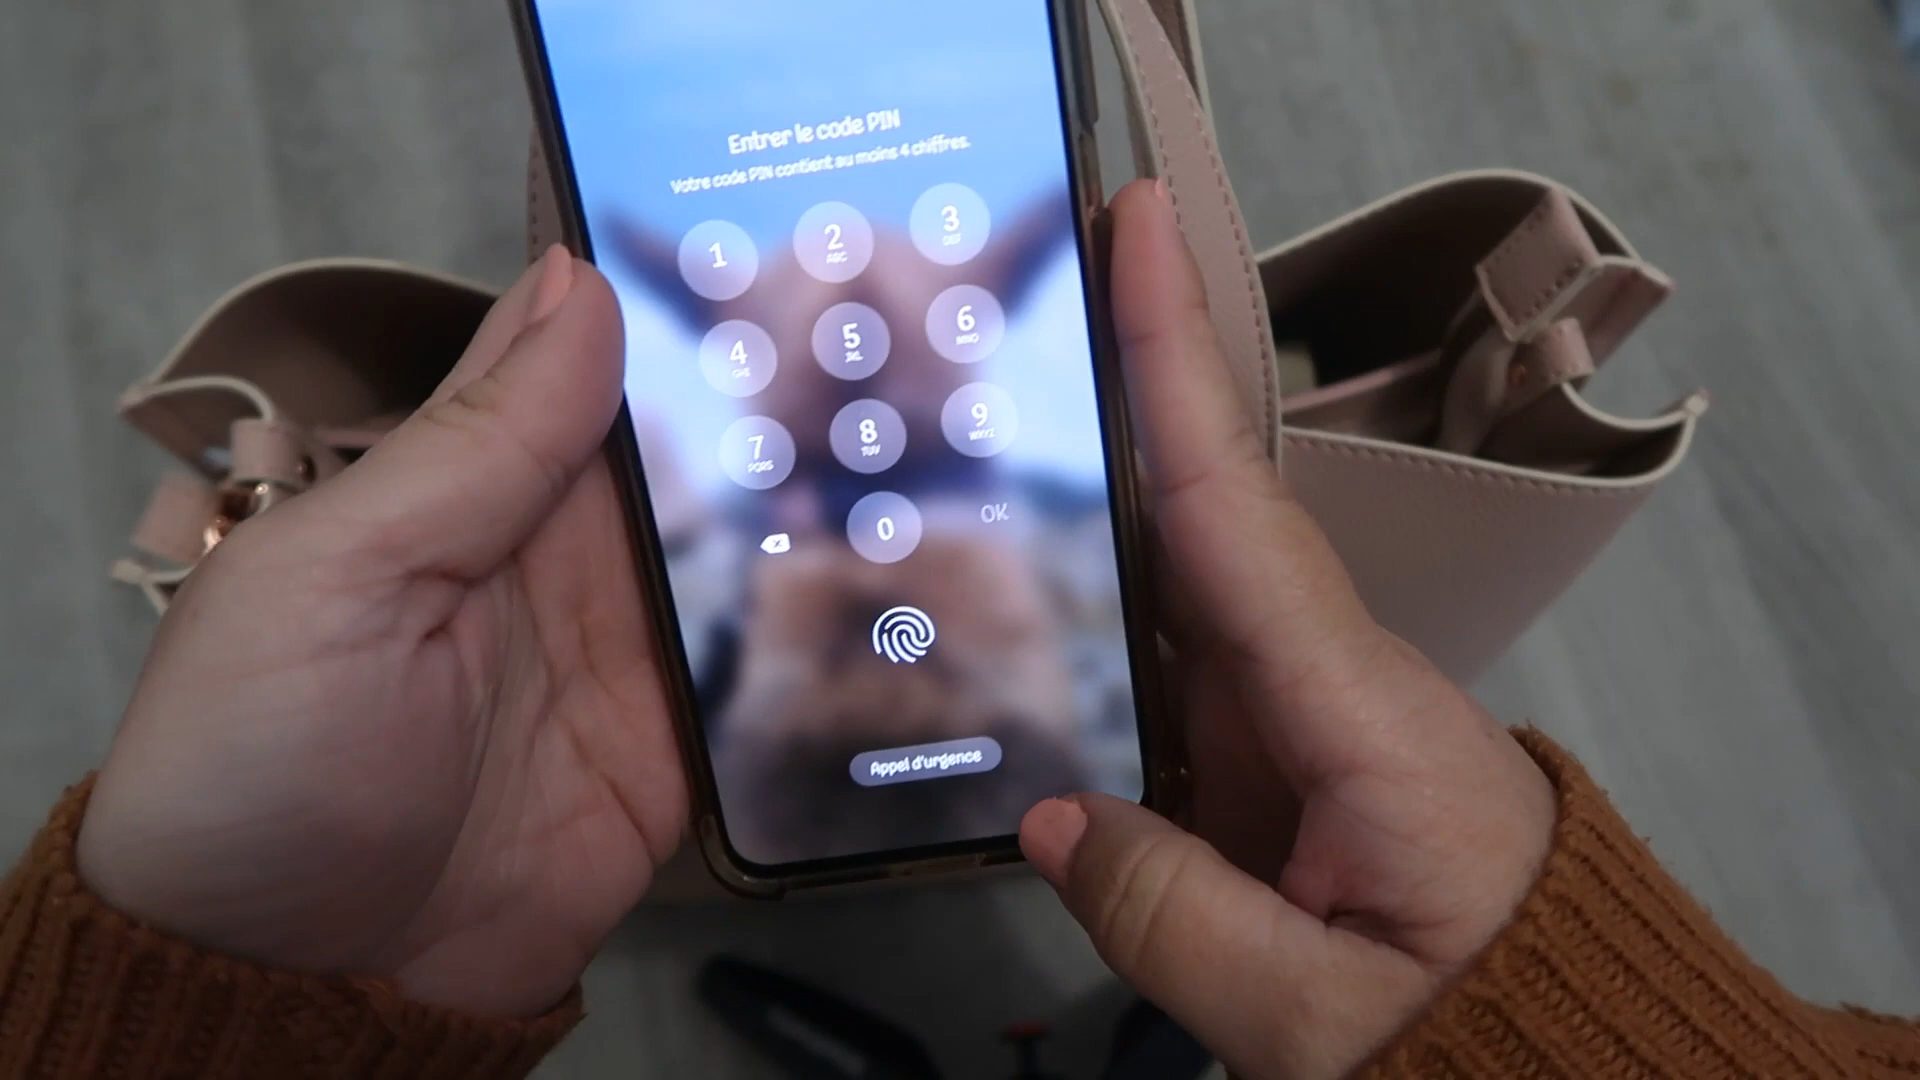 Entrer le code PIN
Votre code PIN contient au moins 4 chiffres.
1 2 ABC 3 DEF
4 GHI 5 JKL 6 MNO
7 PQRS 8 TUV 9 WXYZ
0 OK
Appel d'urgence